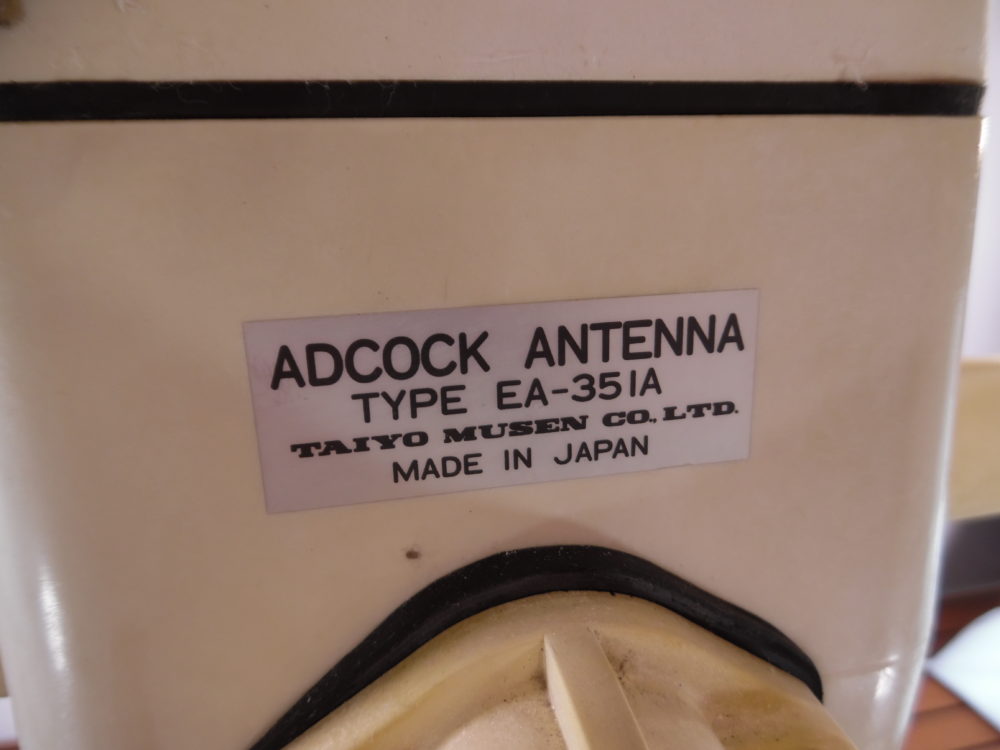 ADCOCK ANTENNA
TYPE EA-351A
TAIYO MUSEN CO., LTD.
MADE IN JAPAN